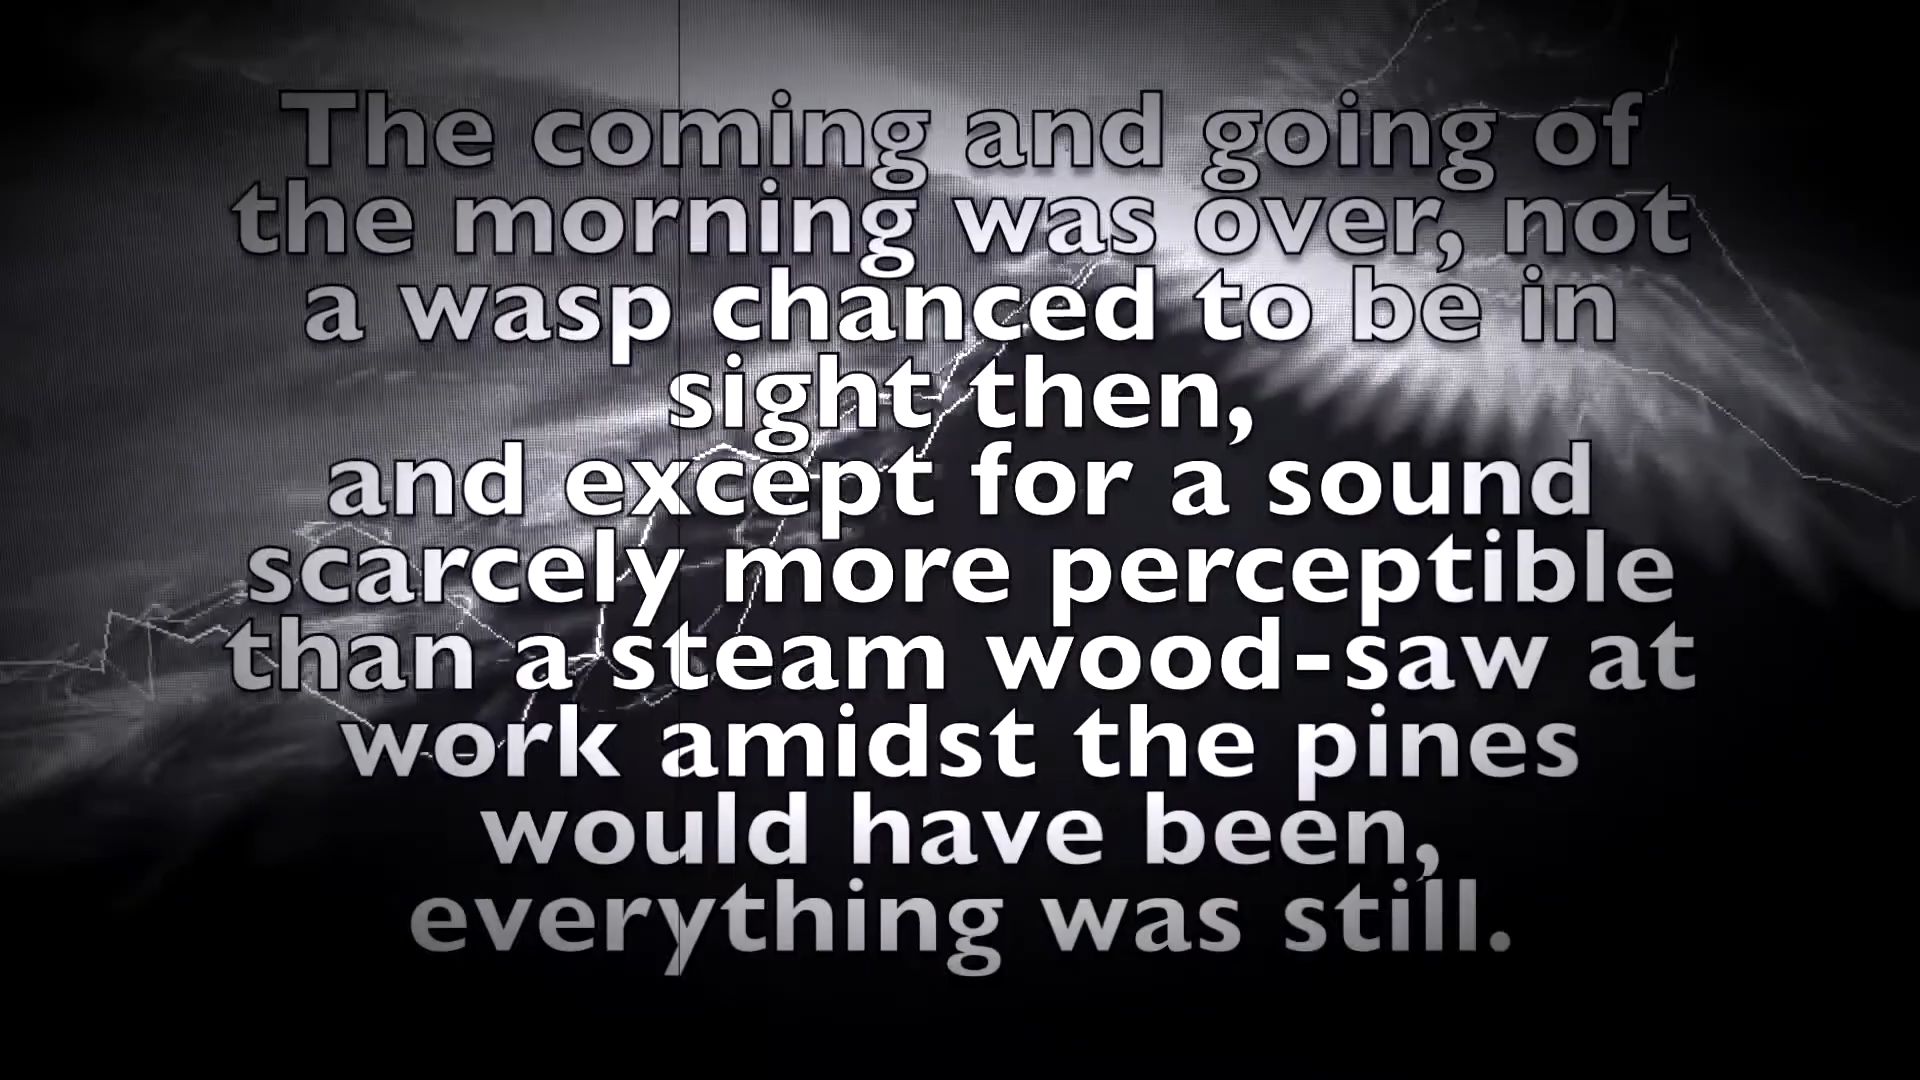 The coming and going of
the morning was over, not
a wasp chanced to be in
sight then,
and except for a sound
scarcely more perceptible
than a steam wood-saw at
work amidst the pines
would have been,
everything was still.